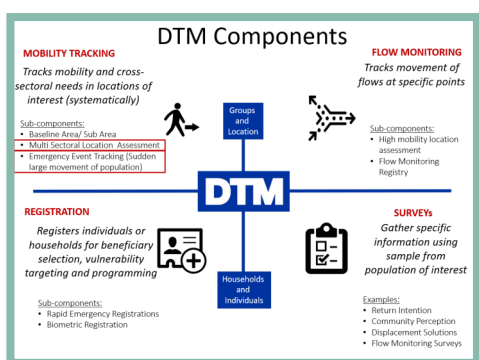 DTM Components
MOBILITY TRACKING
Tracks mobility and cross-
sectoral needs in locations of
interest (systematically)
Sub-components:
• Baseline Area/ Sub Area
• Multi Sectoral Location Assessment
• Emergency Event Tracking (Sudden
large movement of population)
Groups
and
Location
FLOW MONITORING
Tracks movement of
flows at specific points
Sub-components:
• High mobility location
assessment
• Flow Monitoring
Registry
DTM
REGISTRATION
Registers individuals or
households for beneficiary
selection, vulnerability
targeting and programming
Sub-components:
• Rapid Emergency Registrations
• Biometric Registration
Households
and
Individuals
SURVEYs
Gather specific
information using
sample from
population of interest
Examples:
• Return Intention
• Community Perception
• Displacement Solutions
• Flow Monitoring Surveys